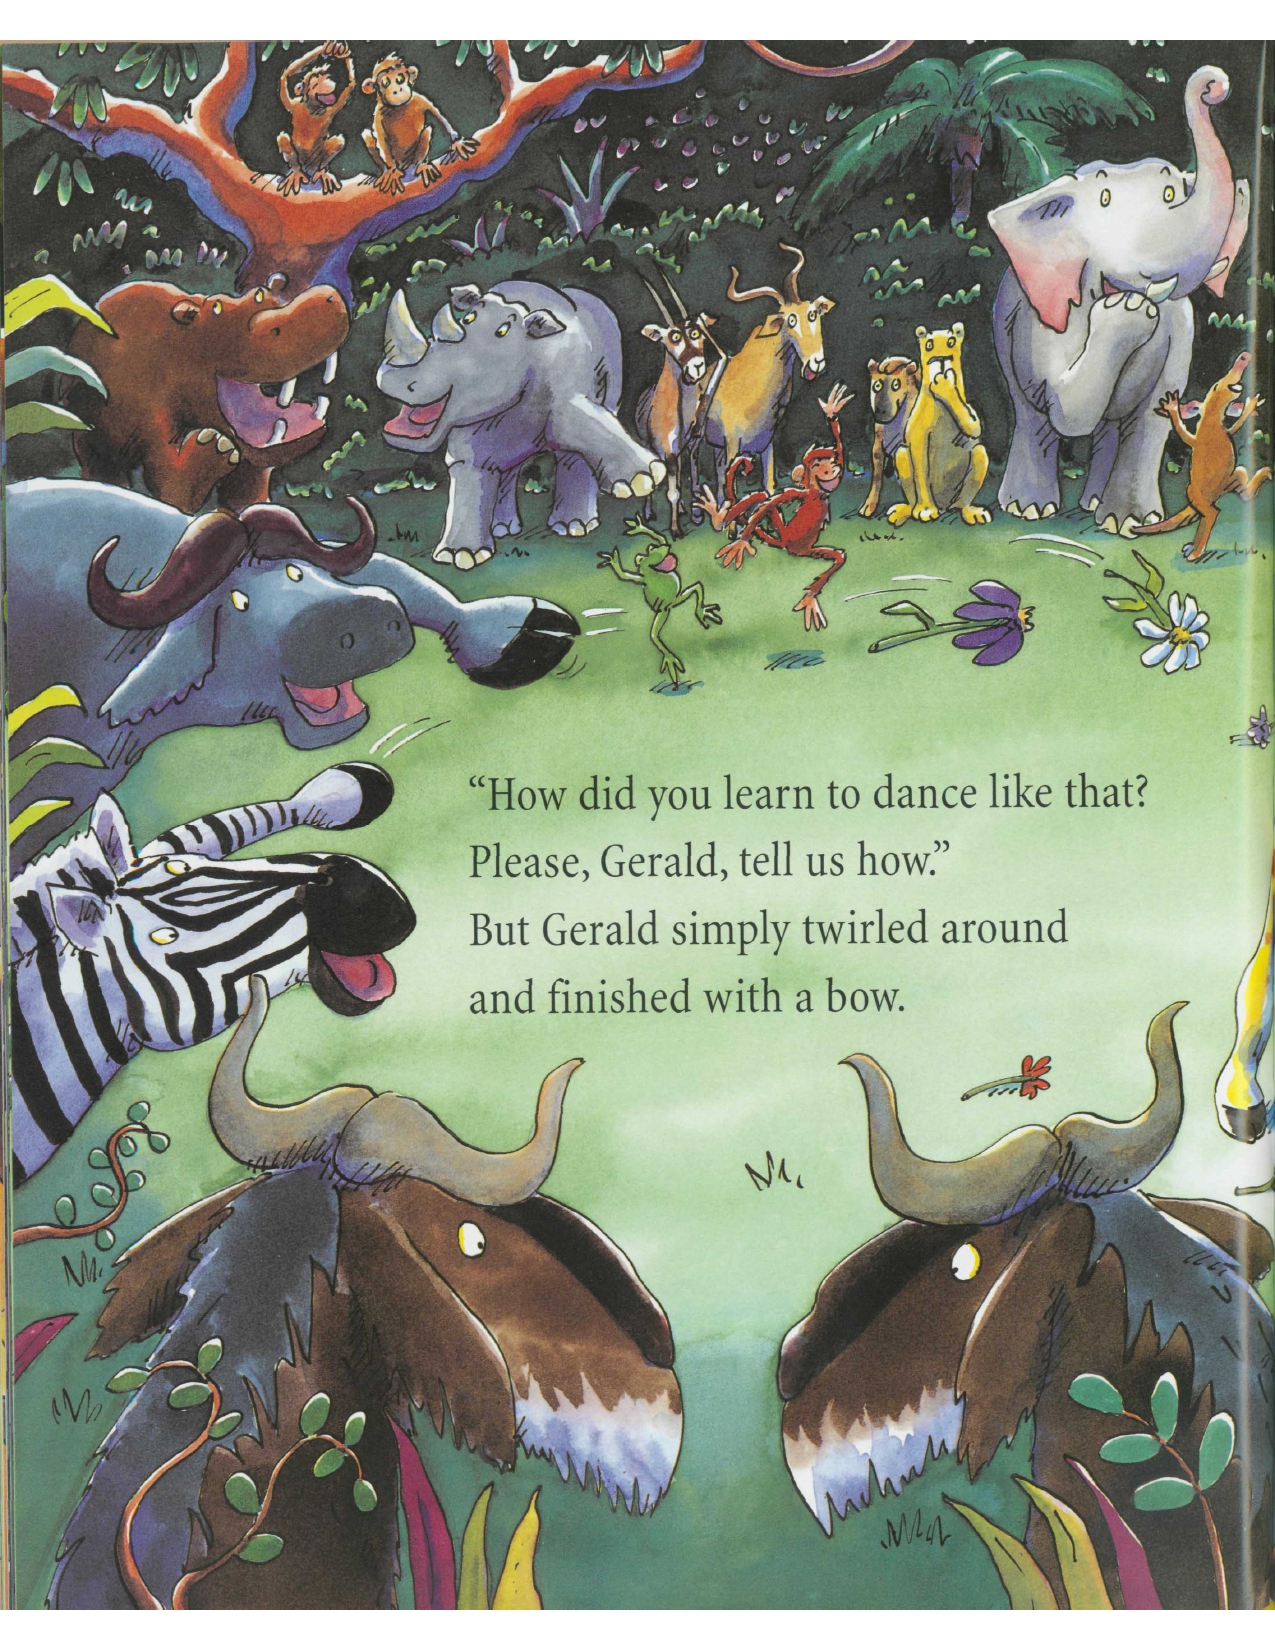 “How did you learn to dance like that?
Please, Gerald, tell us how.”
But Gerald simply twirled around
and finished with a bow.